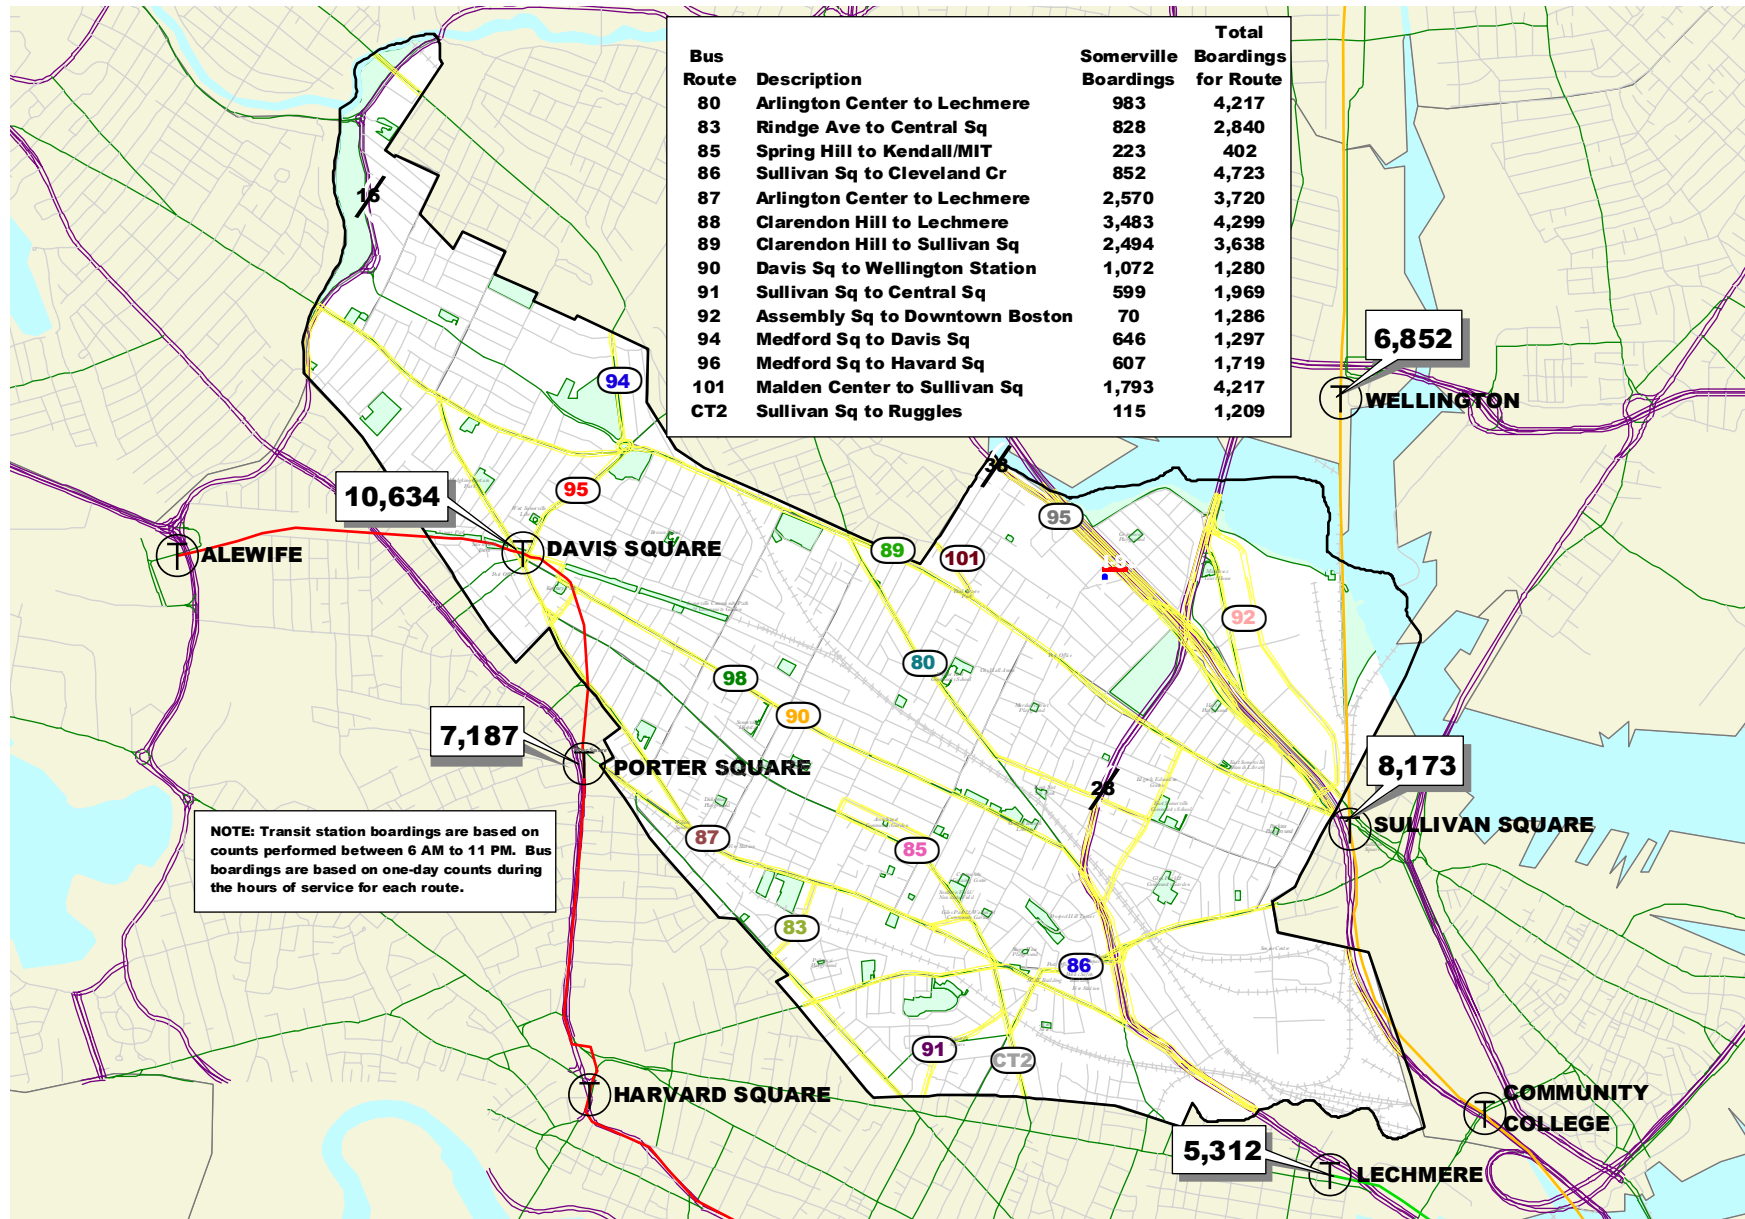 Total
Bus Somerville Boardings
Route Description Boardings for Route
80 Arlington Center to Lechmere 983 4,217
83 Rindge Ave to Central Sq 828 2,840
85 Spring Hill to Kendall/MIT 223 402
86 Sullivan Sq to Cleveland Cr 852 4,723
87 Arlington Center to Lechmere 2,570 3,720
88 Clarendon Hill to Lechmere 3,483 4,299
89 Clarendon Hill to Sullivan Sq 2,494 3,638
90 Davis Sq to Wellington Station 1,072 1,280
91 Sullivan Sq to Central Sq 599 1,969
92 Assembly Sq to Downtown Boston 70 1,286
94 Medford Sq to Davis Sq 646 1,297
96 Medford Sq to Havard Sq 607 1,719
101 Malden Center to Sullivan Sq 1,793 4,217
CT2 Sullivan Sq to Ruggles 115 1,209
16
6,852
94
WELLINGTON
38
95
10,634
95
DAVIS SQUARE
89
101
ALEWIFE
92
80
98
90
7,187
PORTER SQUARE
8,173
28
SULLIVAN SQUARE
87
85
NOTE: Transit station boardings are based on
counts performed between 6 AM to 11 PM. Bus
boardings are based on one-day counts during
the hours of service for each route.
83
86
91
CT2
HARVARD SQUARE
COMMUNITY
COLLEGE
5,312
LECHMERE